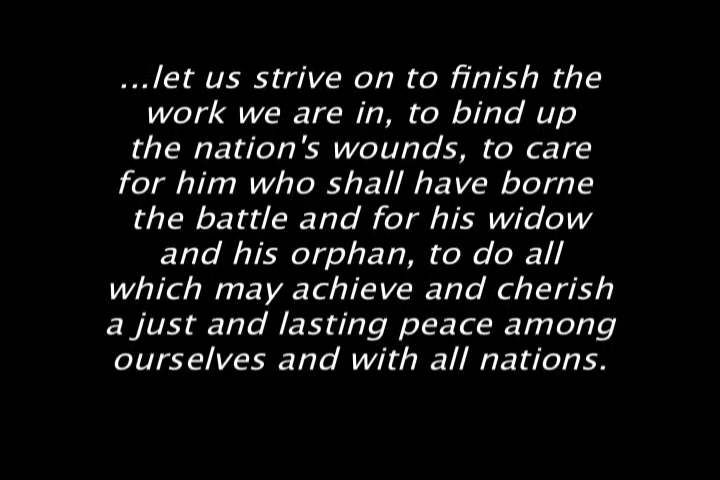 ...let us strive on to finish the
work we are in, to bind up
the nation's wounds, to care
for him who shall have borne
the battle and for his widow
and his orphan, to do all
which may achieve and cherish
a just and lasting peace among
ourselves and with all nations.